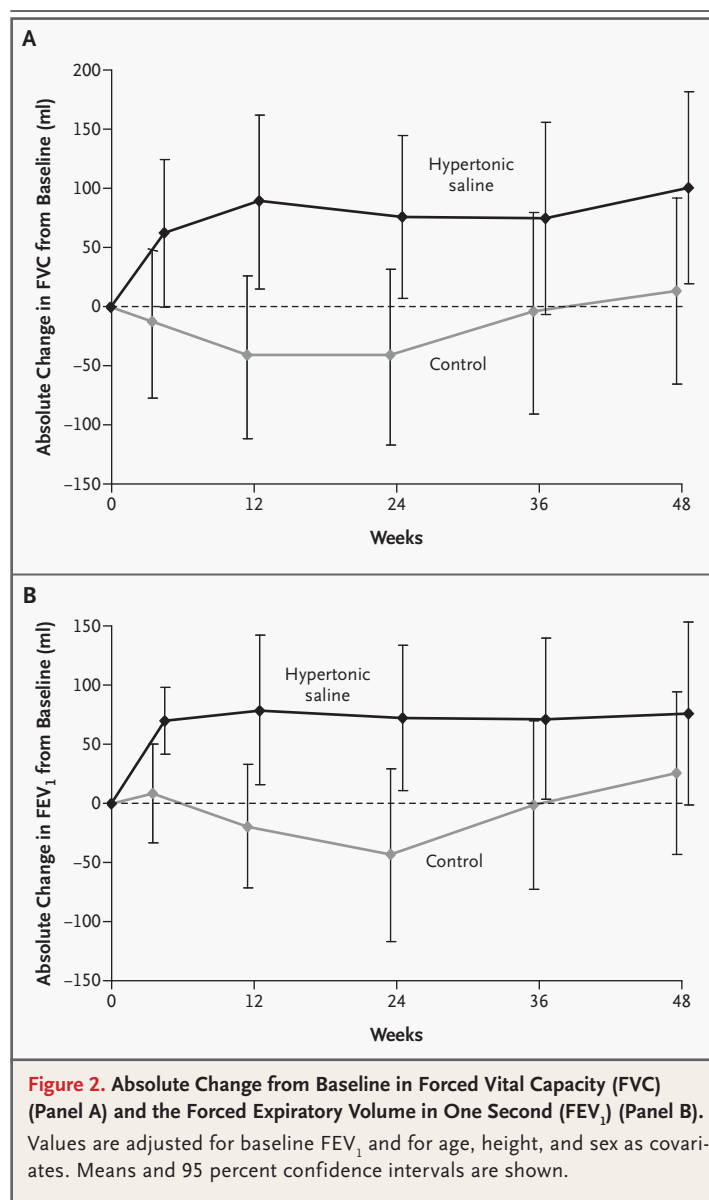 A
Absolute Change in FVC from Baseline (ml)
200
150
100
50
0
–50
–100
–150
Hypertonic
saline
Control
0
12
24
36
48
Weeks
B
Absolute Change in FEV₁ from Baseline (ml)
150
100
50
0
–50
–100
–150
Hypertonic
saline
Control
0
12
24
36
48
Weeks
Figure 2. Absolute Change from Baseline in Forced Vital Capacity (FVC)
(Panel A) and the Forced Expiratory Volume in One Second (FEV₁) (Panel B).
Values are adjusted for baseline FEV₁ and for age, height, and sex as covari-
ates. Means and 95 percent confidence intervals are shown.